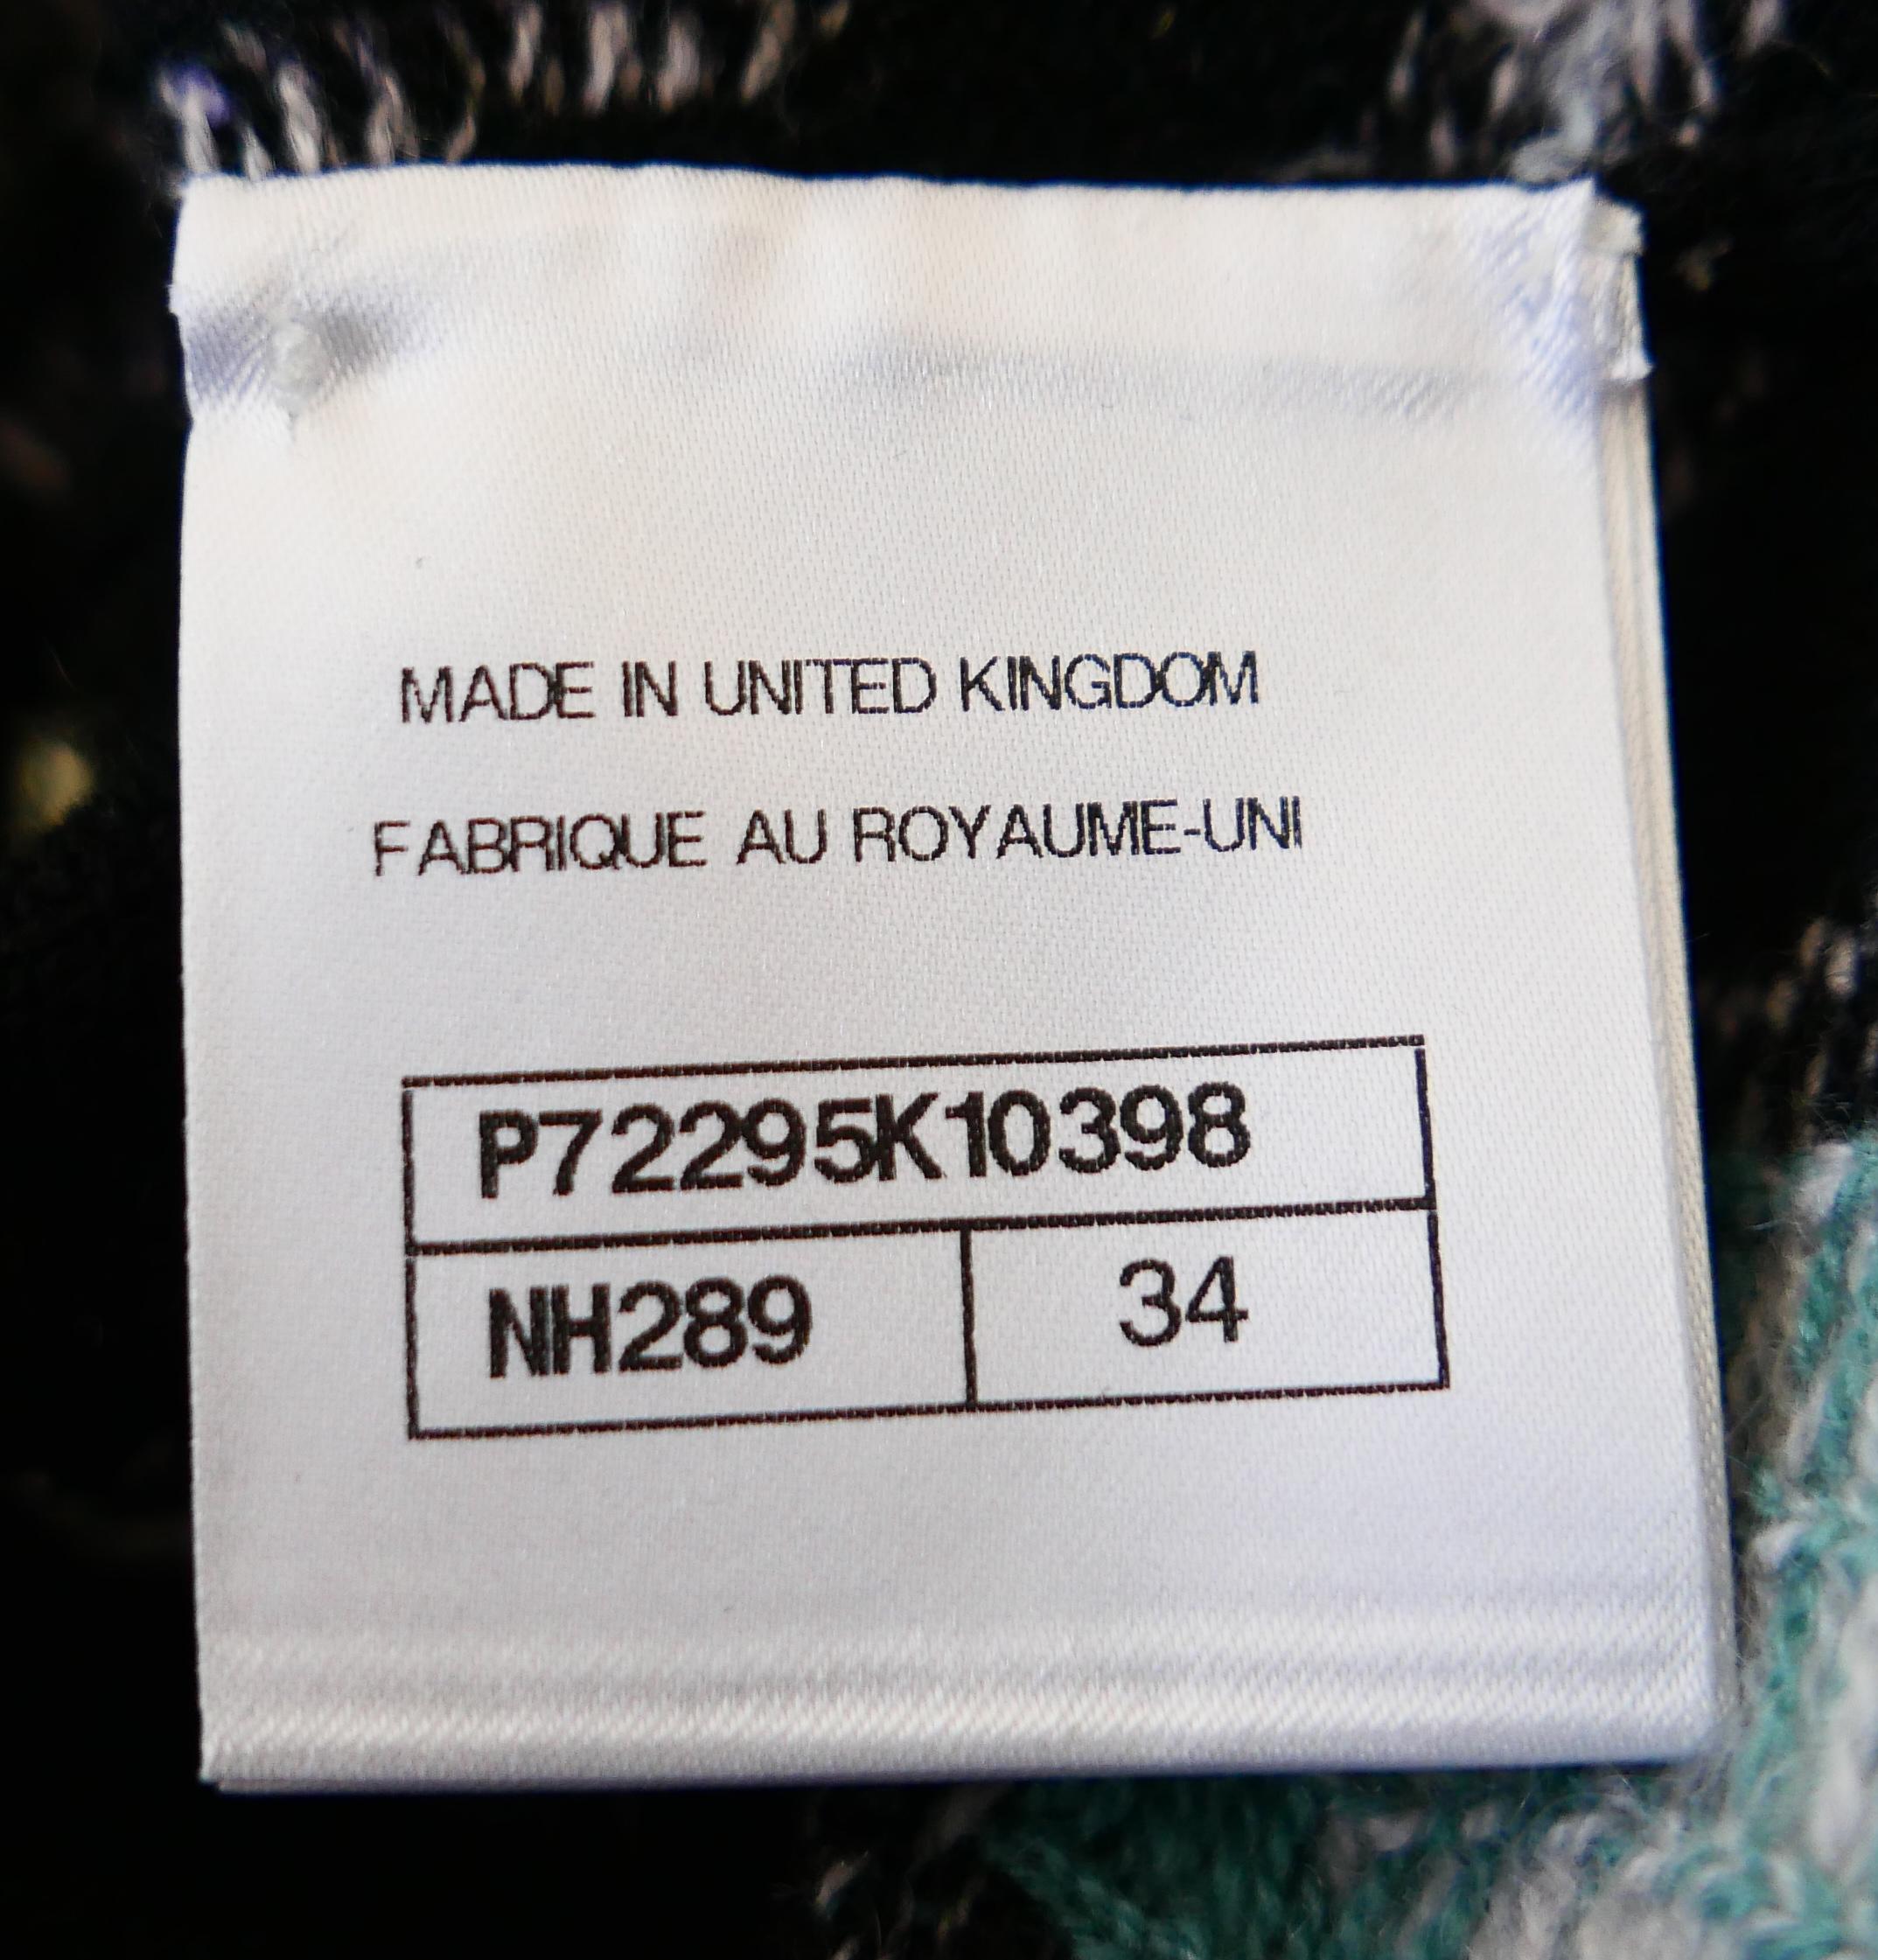 MADE IN UNITED KINGDOM
FABRIQUE AU ROYAUME-UNI
P72295K10398
NH289 34